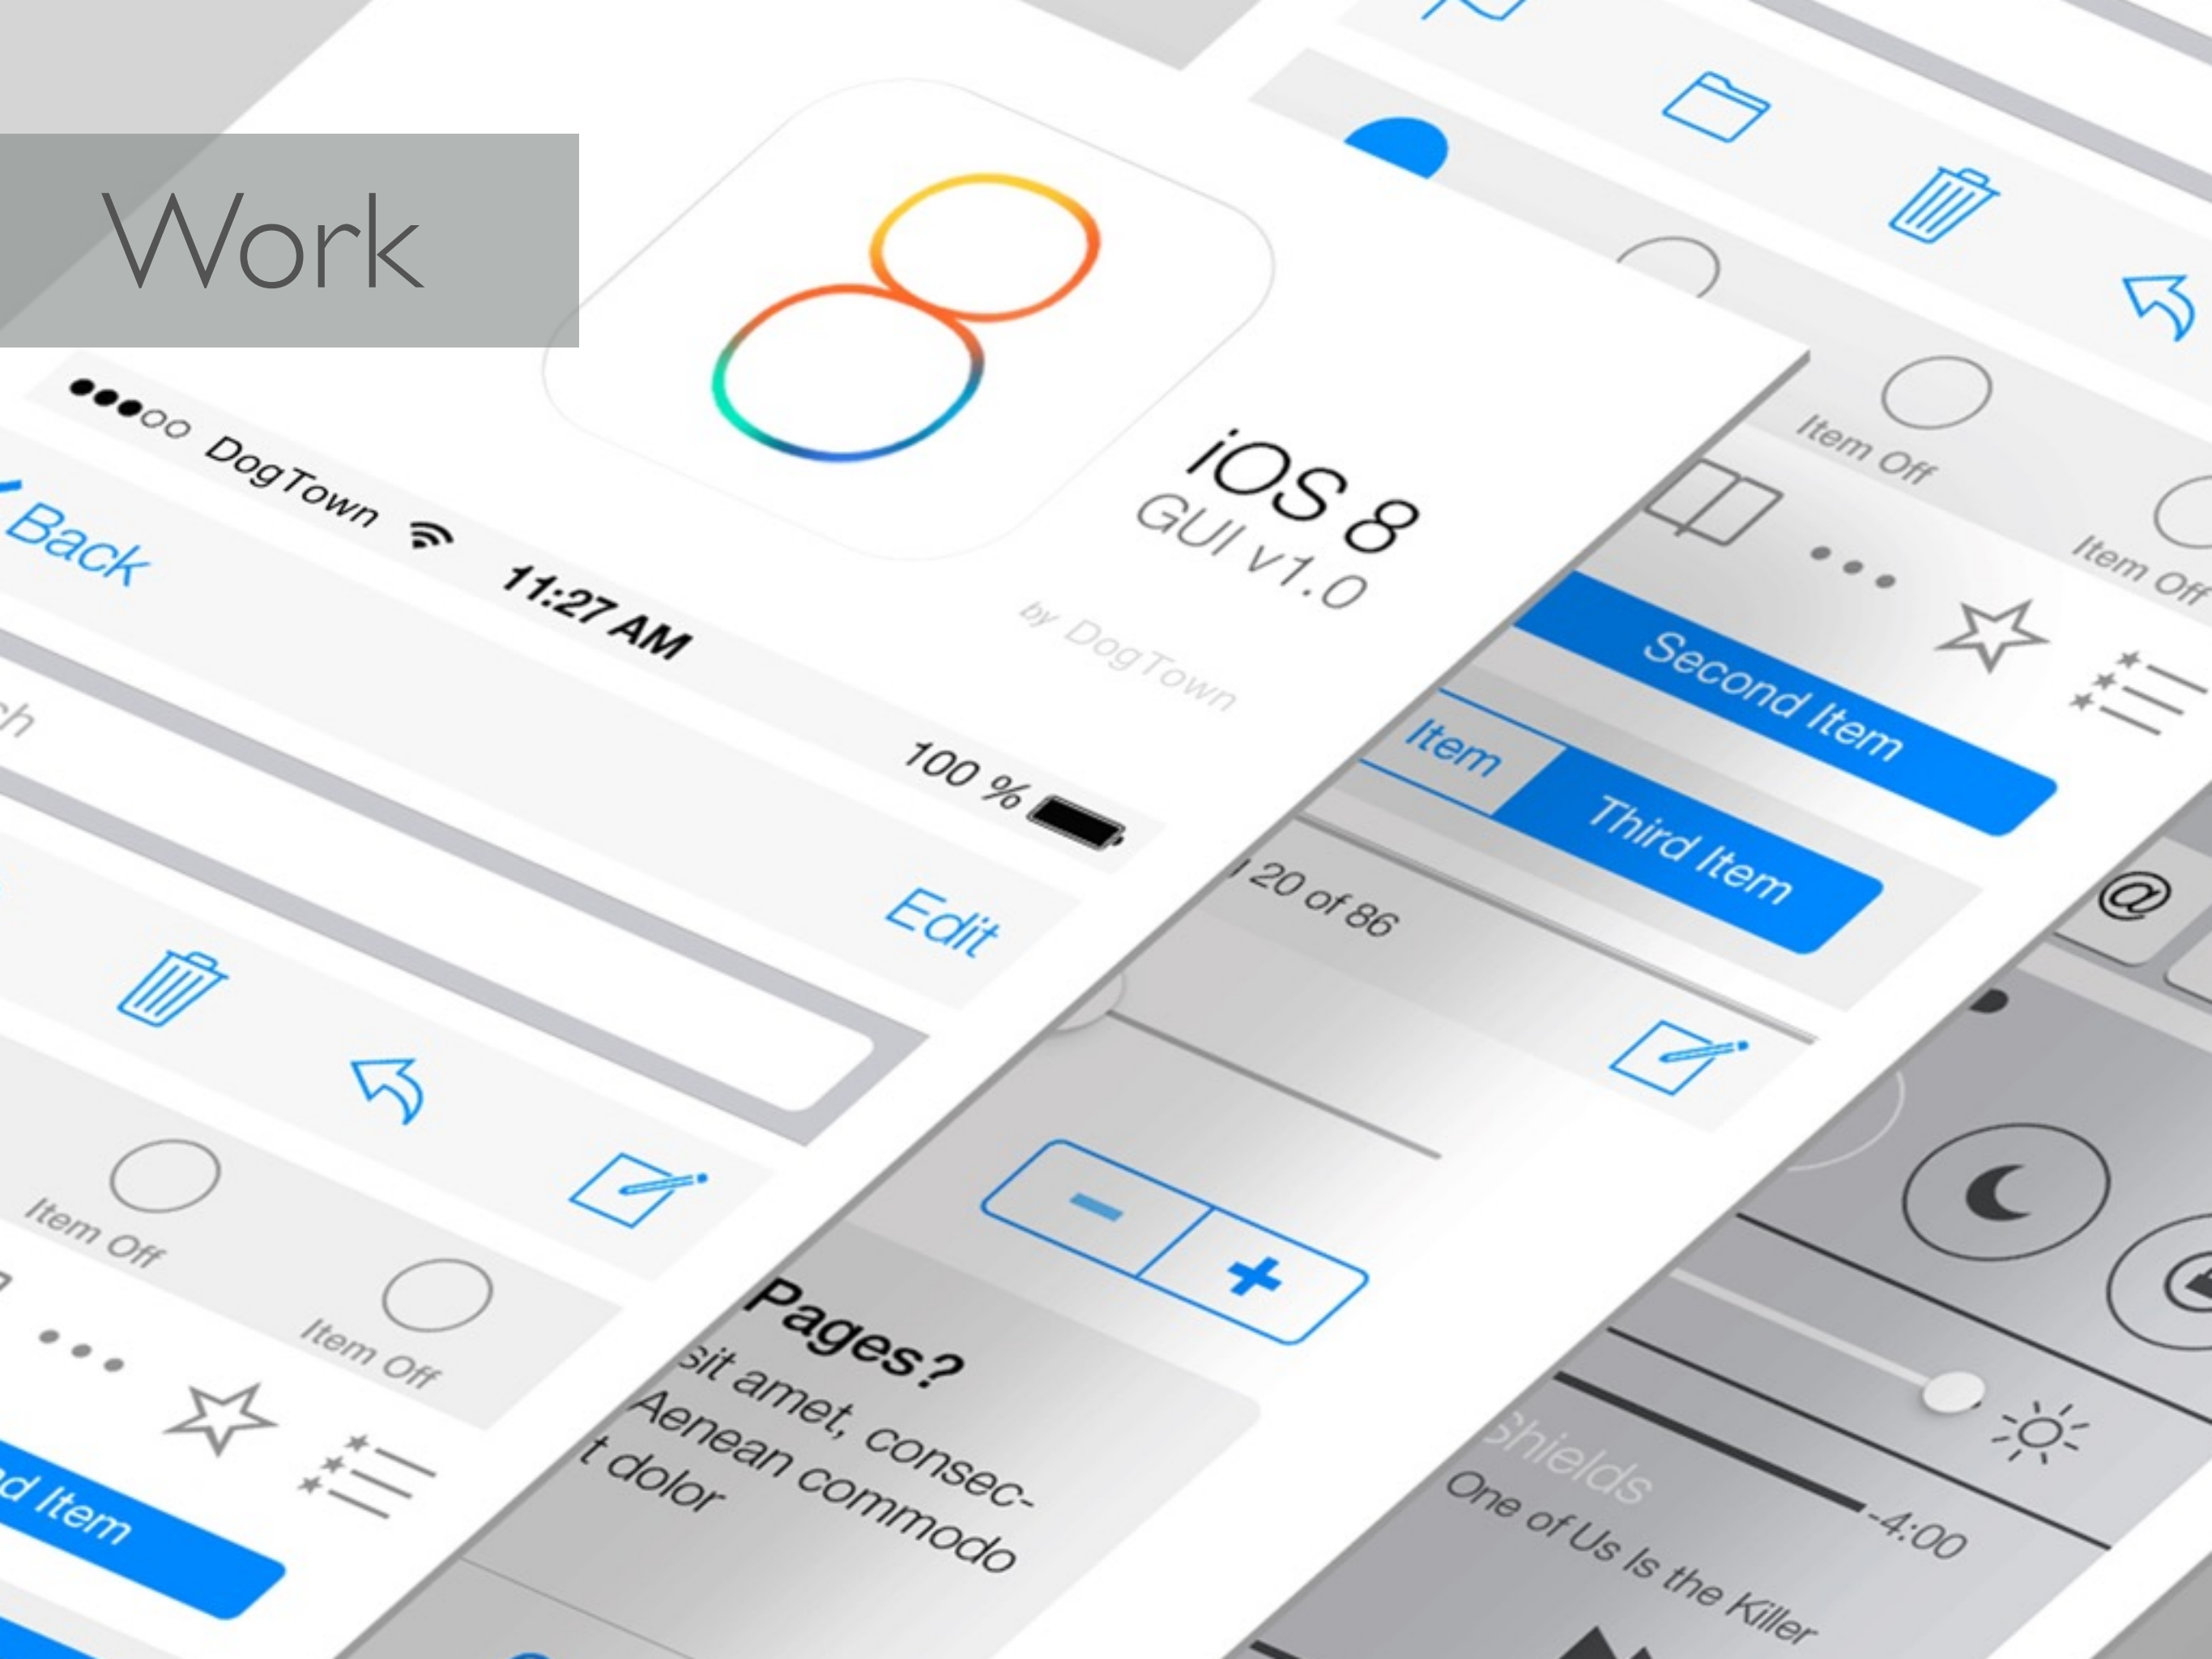 Work
iOS 8
GUI v1.0
by DogTown
DogTown
11:27 AM
100 %
Back
Edit
Item Off
Item Off
Item
Item Off
Item Off
Second Item
Item
Third Item
20 of 86
@
Pages?
sit amet, consec-
Aenean commodo
t dolor
Shields
-4:00
One of Us Is the Killer